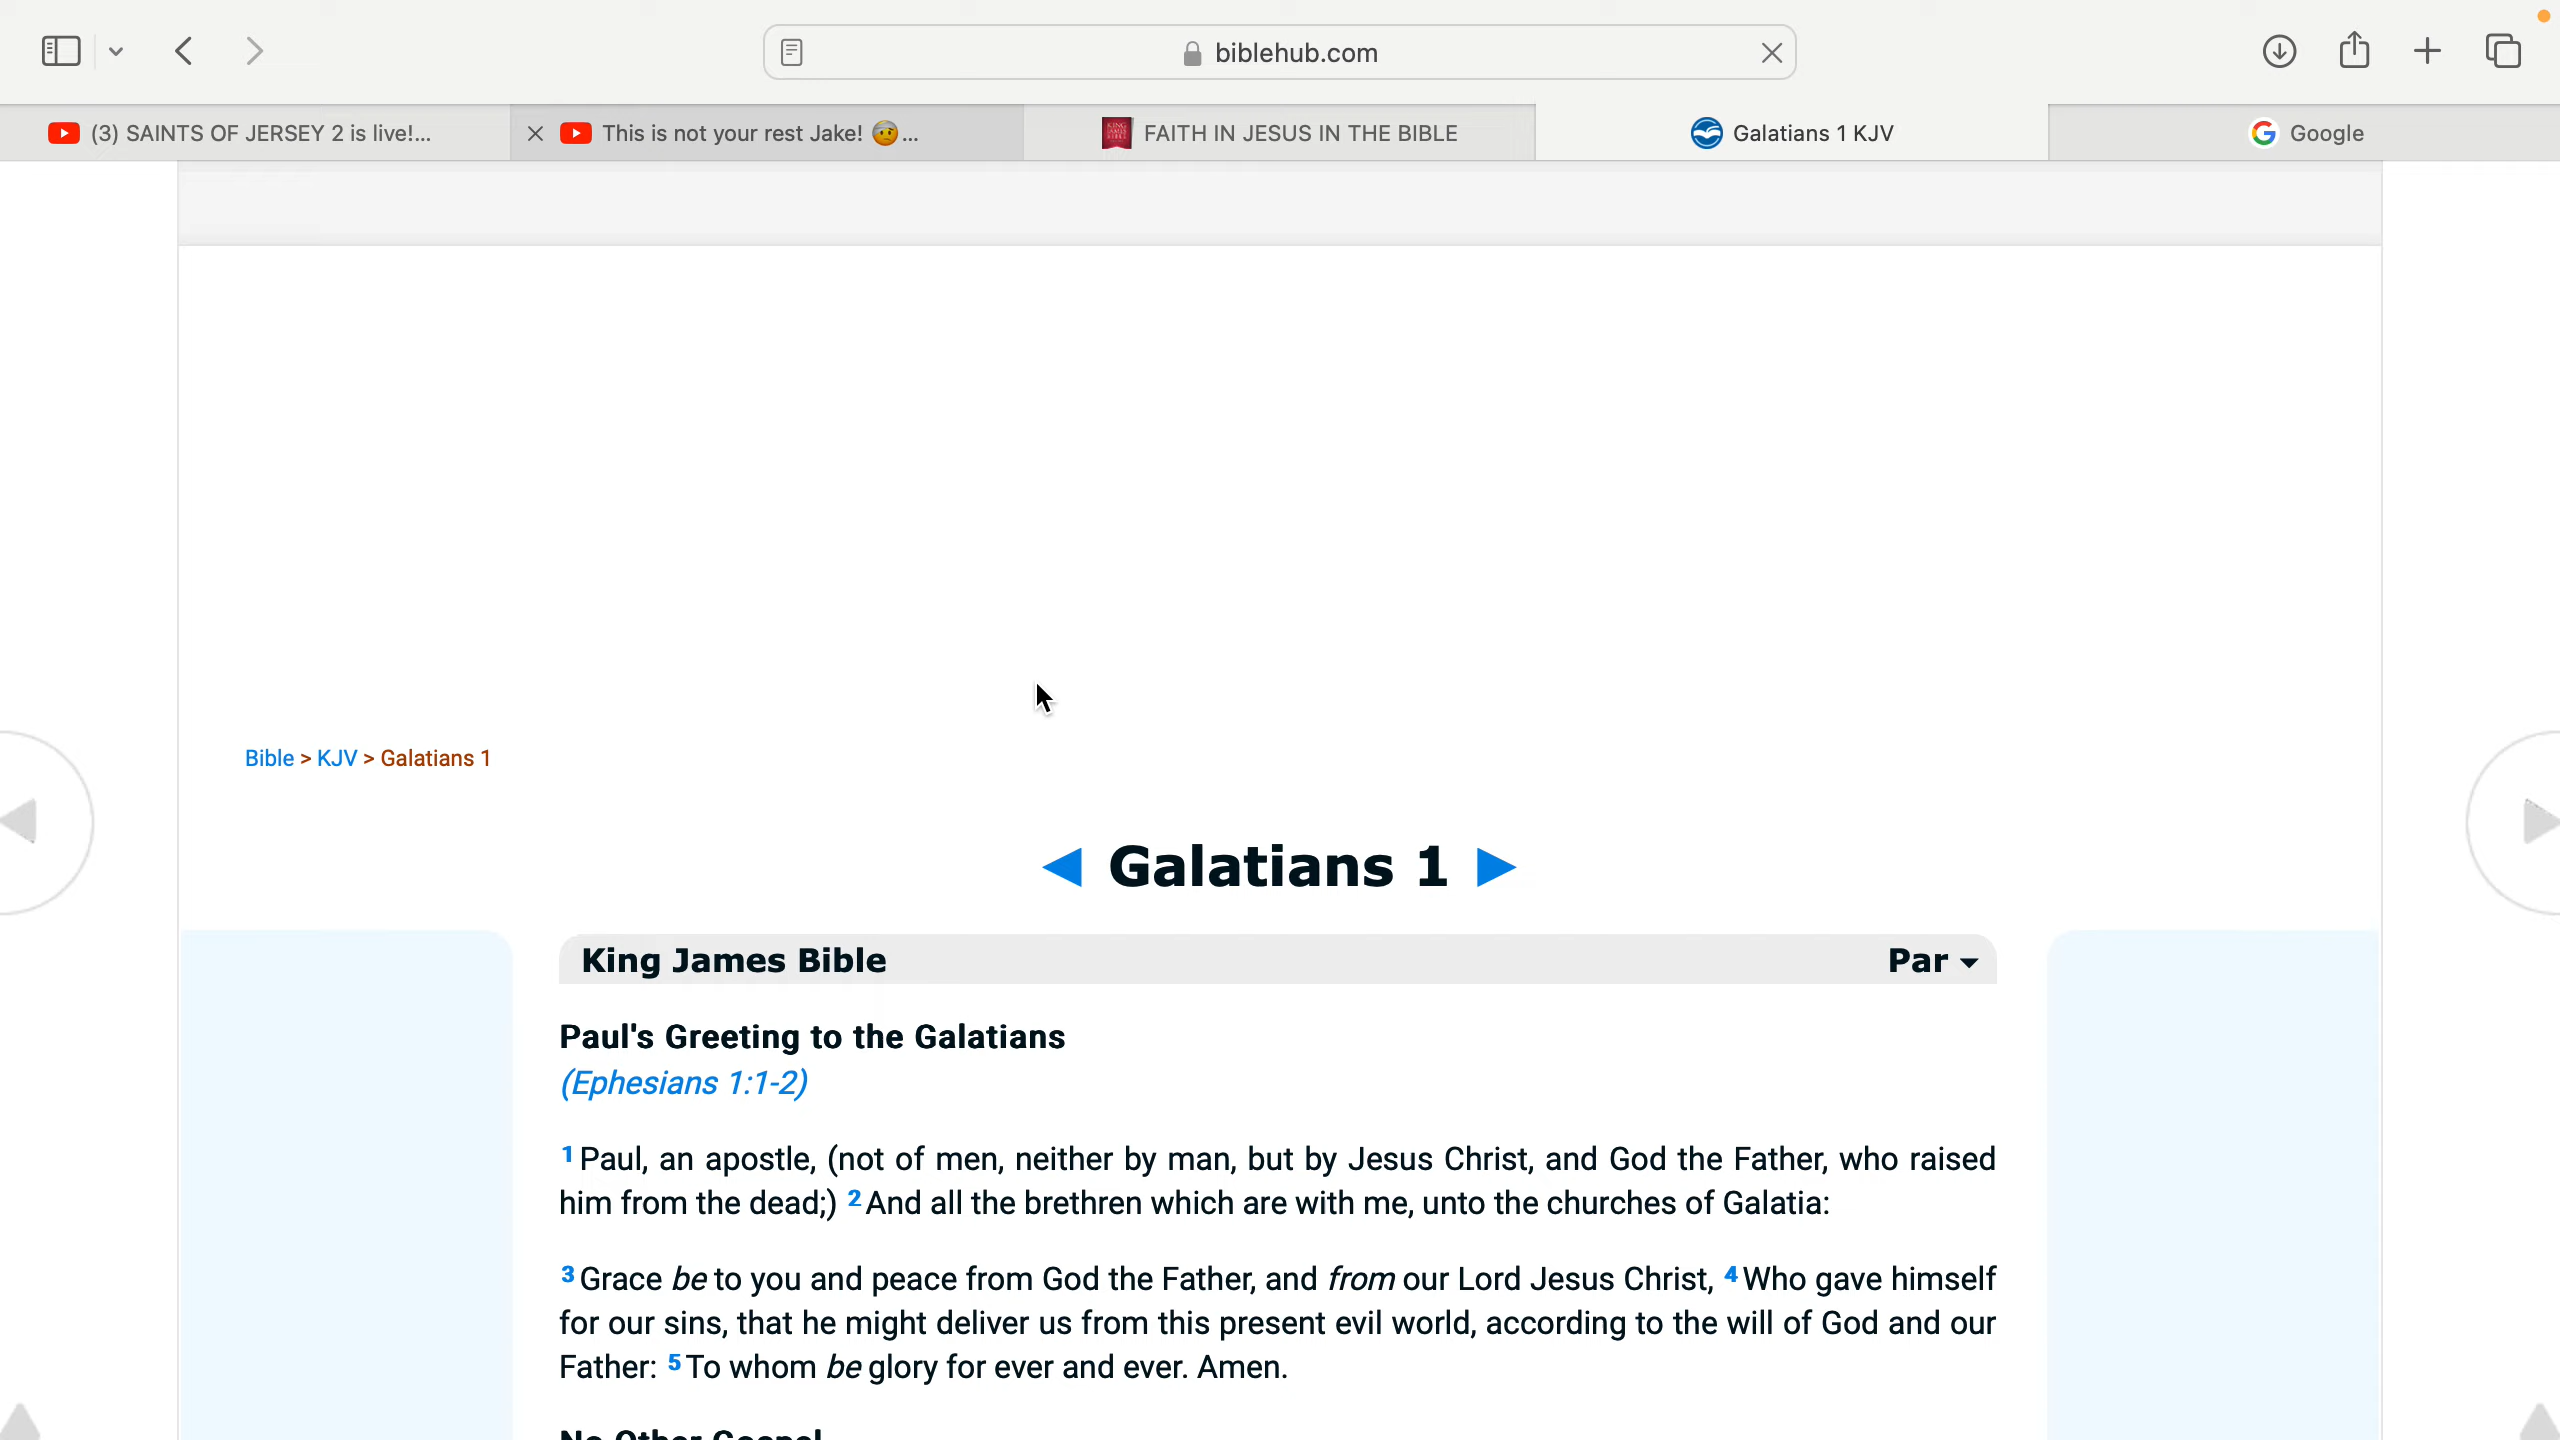 biblehub.com
(3) SAINTS OF JERSEY 2 is live!...
This is not your rest Jake! 🤕...
FAITH IN JESUS IN THE BIBLE
Galatians 1 KJV
Google
Bible > KJV > Galatians 1
◀ Galatians 1 ▶
King James Bible
Par ▾
Paul's Greeting to the Galatians
(Ephesians 1:1-2)
1 Paul, an apostle, (not of men, neither by man, but by Jesus Christ, and God the Father, who raised
him from the dead;) 2 And all the brethren which are with me, unto the churches of Galatia:
3 Grace be to you and peace from God the Father, and from our Lord Jesus Christ, 4 Who gave himself
for our sins, that he might deliver us from this present evil world, according to the will of God and our
Father: 5 To whom be glory for ever and ever. Amen.
No Other Gospel